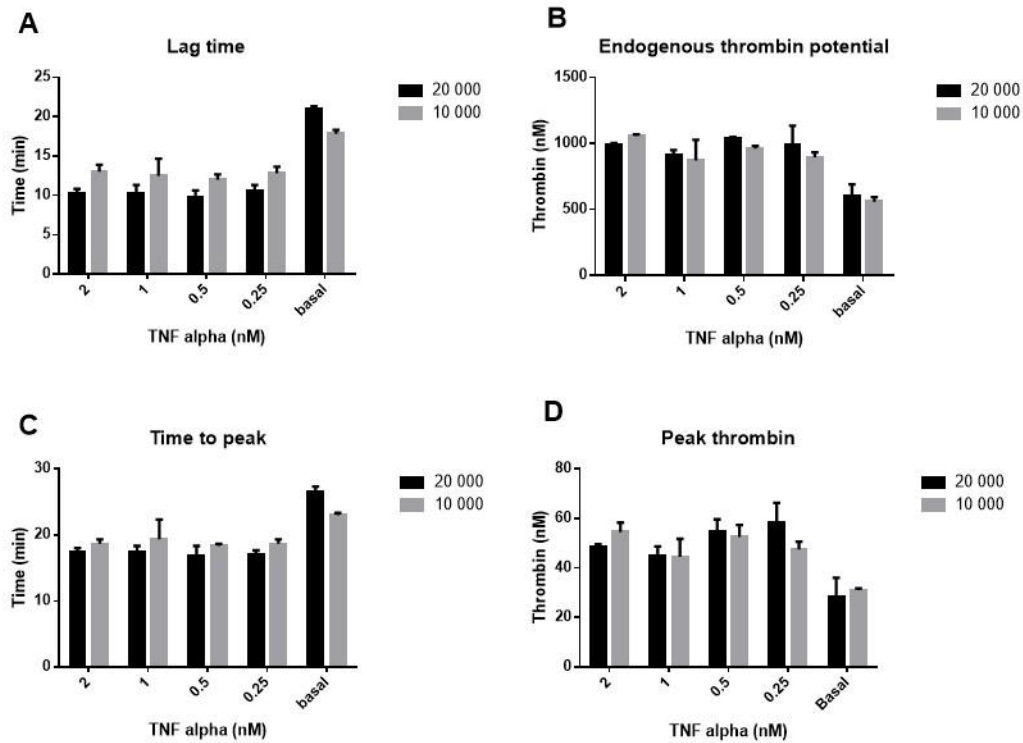 A
Lag time
25
20
15
10
5
0
Time (min)
2
1
0.5
0.25
basal
TNF alpha (nM)
20 000
10 000
B
Endogenous thrombin potential
1500
1000
500
0
Thrombin (nM)
2
1
0.5
0.25
basal
TNF alpha (nM)
20 000
10 000
C
Time to peak
30
20
10
0
Time (min)
2
1
0.5
0.25
basal
TNF alpha (nM)
20 000
10 000
D
Peak thrombin
80
60
40
20
0
Thrombin (nM)
2
1
0.5
0.25
Basal
TNF alpha (nM)
20 000
10 000